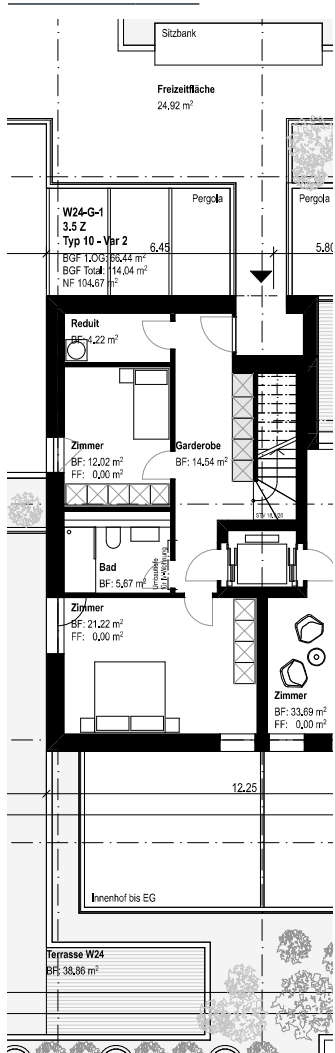 Sitzbank
Freizeitfläche
24,92 m²
Pergola
Pergola
W24-G-1
3.5 Z
Typ 10 - Var 2
6.45
5.80
BGF 1.OG: 66.44 m²
BGF Total: 114,04 m²
NF 104.67 m²
Reduit
BF: 4.22 m²
Zimmer
BF: 12.02 m²
FF: 0.00 m²
Garderobe
BF: 14.54 m²
Bad
BF: 5.67 m²
Zimmer
BF: 21.22 m²
FF: 0.00 m²
Zimmer
BF: 33.69 m²
FF: 0.00 m²
12.25
Innenhof bis EG
Terrasse W24
BF: 38.86 m²